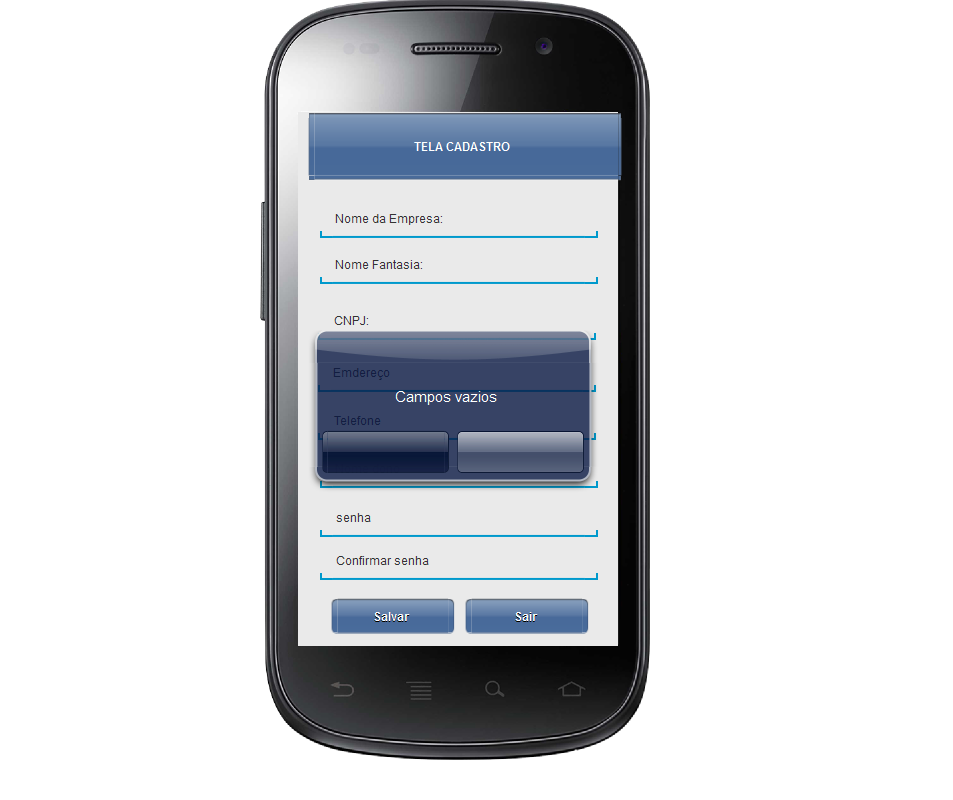 TELA CADASTRO
Nome da Empresa:
Nome Fantasia:
CNPJ:
Emdereço
Campos vazios
Telefone
senha
Confirmar senha
Salvar
Sair